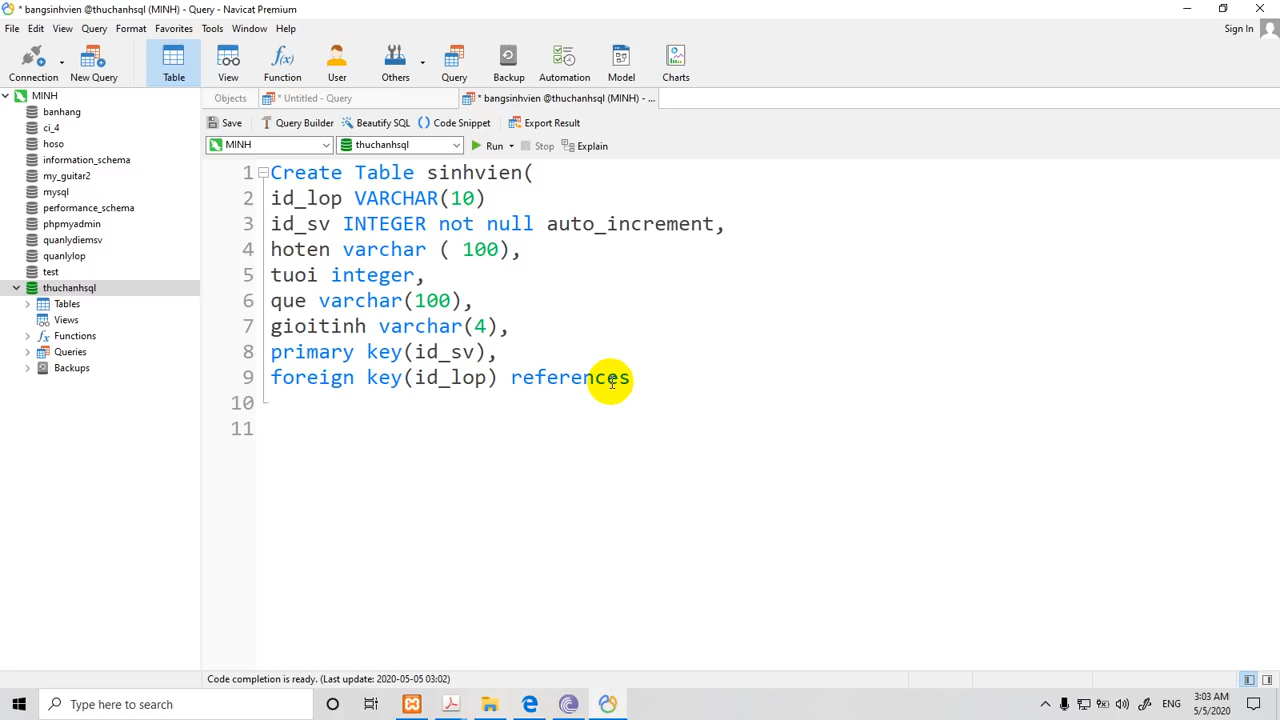 * bangsinhvien @thuchanhsql (MINH) - Query - Navicat Premium
File Edit View Query Format Favorites Tools Window Help
Sign In
Connection New Query Table View Function User Others Query Backup Automation Model Charts
MINH
banhang
ci_4
hoso
information_schema
my_guitar2
mysql
performance_schema
phpmyadmin
quanlydiemsv
quanlylop
test
thuchanhsql
Tables
Views
Functions
Queries
Backups
Objects * Untitled - Query * bangsinhvien @thuchanhsql (MINH) - ...
Save Query Builder Beautify SQL () Code Snippet Export Result
MINH thuchanhsql Run Stop Explain
1 Create Table sinhvien(
2 id_lop VARCHAR(10)
3 id_sv INTEGER not null auto_increment,
4 hoten varchar ( 100),
5 tuoi integer,
6 que varchar(100),
7 gioitinh varchar(4),
8 primary key(id_sv),
9 foreign key(id_lop) references
10
11
Code completion is ready. (Last update: 2020-05-05 03:02)
Type here to search
ENG
3:03 AM
5/5/2020